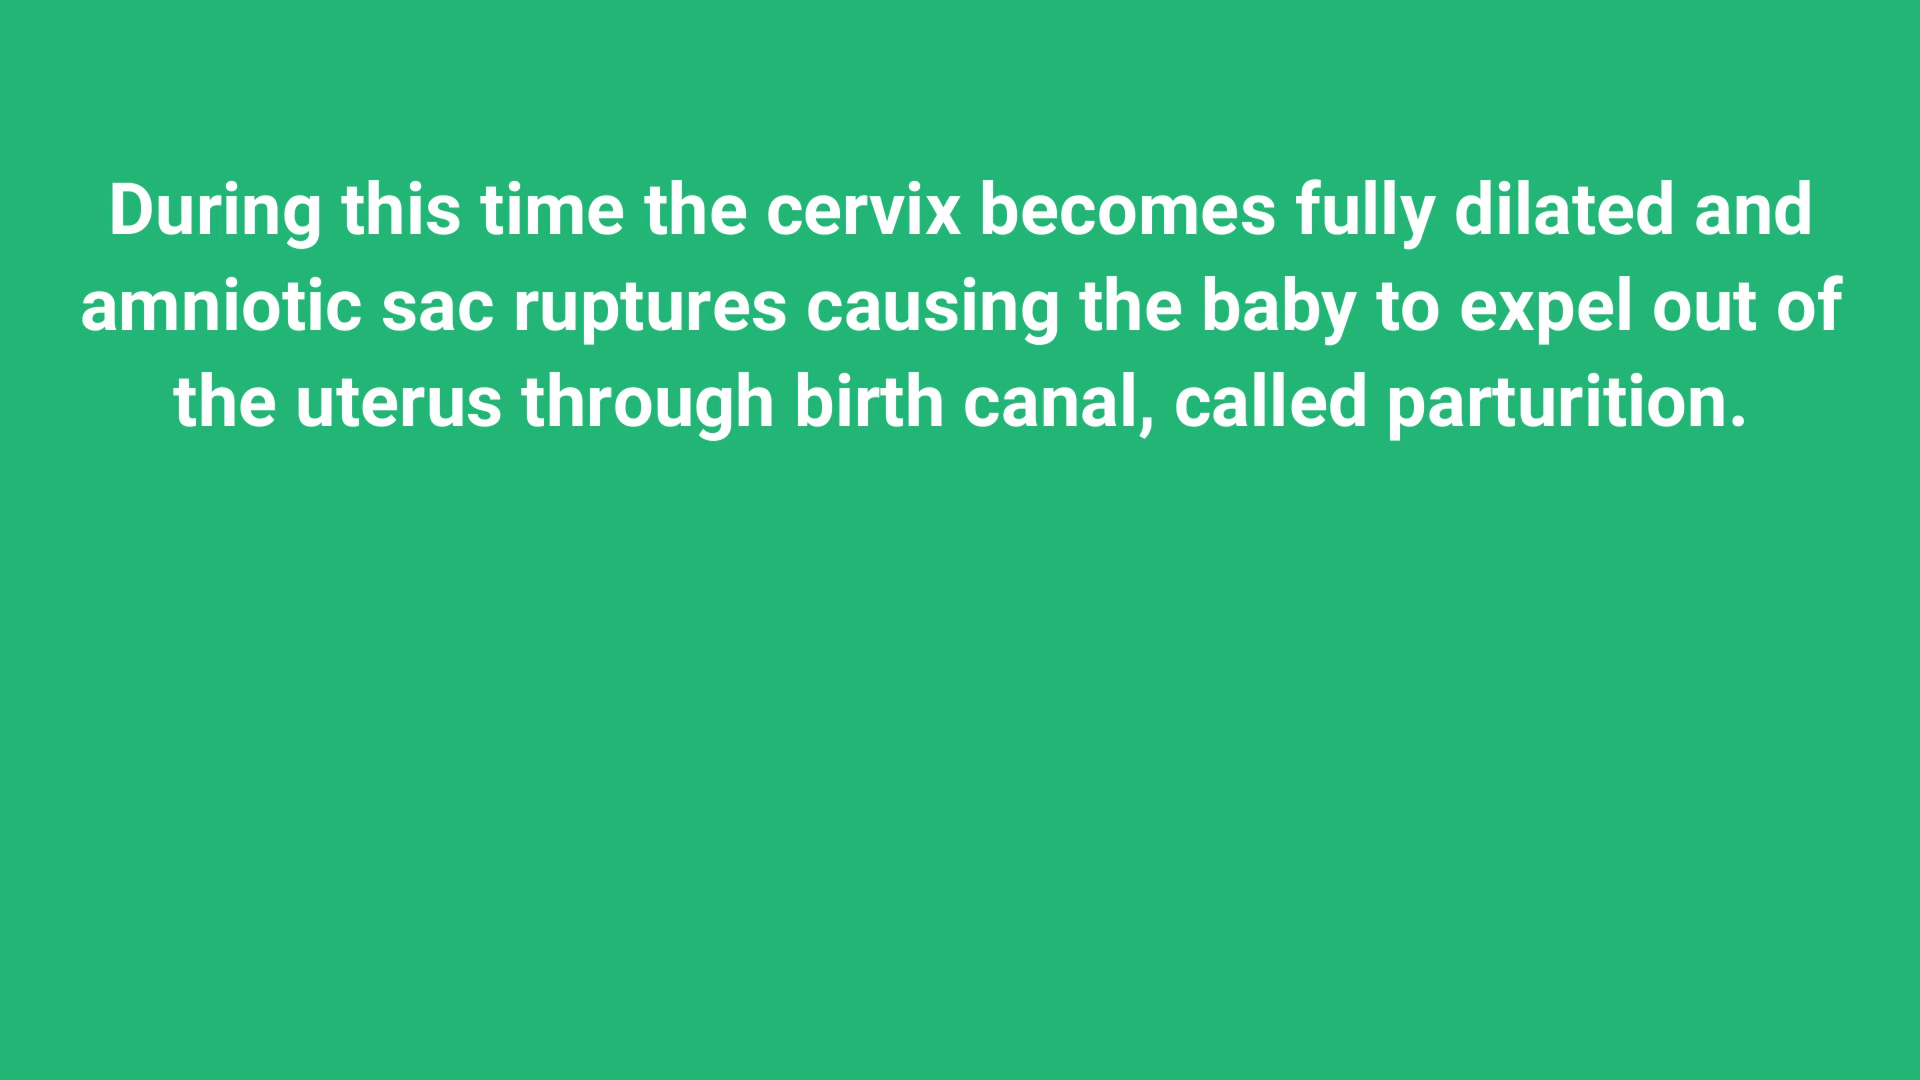 During this time the cervix becomes fully dilated and
amniotic sac ruptures causing the baby to expel out of
the uterus through birth canal, called parturition.